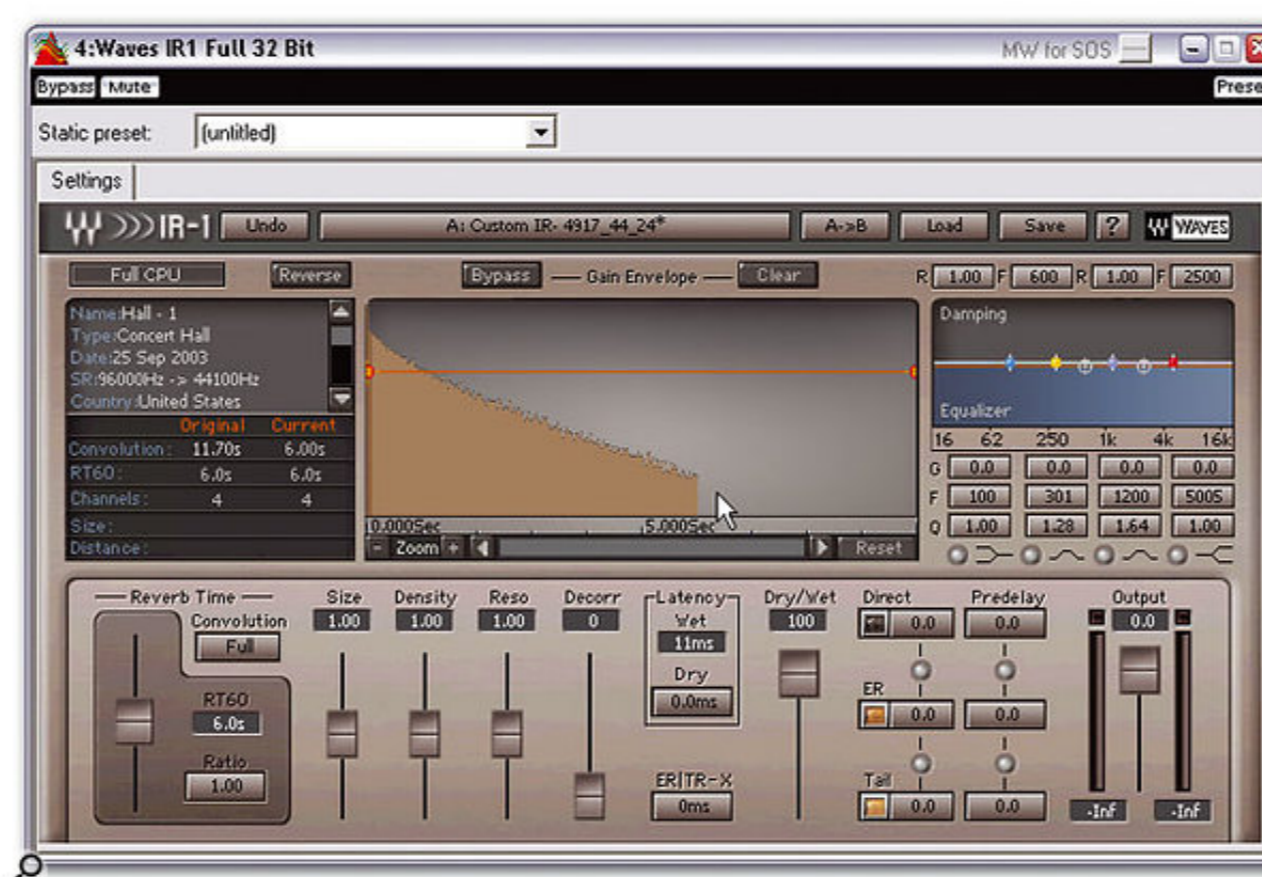 4:Waves IR1 Full 32 Bit MW for SOS
Bypass Mute Prese
Static preset: (untitled)
Settings
IR-1 Undo A: Custom IR- 4917_44_24* A->B Load Save ? WAVES
Full CPU Reverse Bypass Gain Envelope Clear R 1.00 F 600 R 1.00 F 2500
Name:Hall - 1
Type:Concert Hall
Date:25 Sep 2003
SR:96000Hz -> 44100Hz
Country:United States
Original Current
Convolution: 11.70s 6.00s
RT60: 6.0s 6.0s
Channels: 4 4
Size:
Distance:
0.000Sec 5.000Sec
- Zoom + Reset
Damping
Equalizer
16 62 250 1k 4k 16k
G 0.0 0.0 0.0 0.0
F 100 301 1200 5005
Q 1.00 1.28 1.64 1.00
Reverb Time
Convolution
Full
RT60
6.0s
Ratio
1.00
Size Density Reso Decorr
1.00 1.00 1.00 0
Latency
Wet
11ms
Dry
0.0ms
ER|TR-X
0ms
Dry/Wet
100
Direct Predelay
0.0 0.0
ER
0.0 0.0
Tail
0.0 0.0
Output
0.0
-Inf -Inf